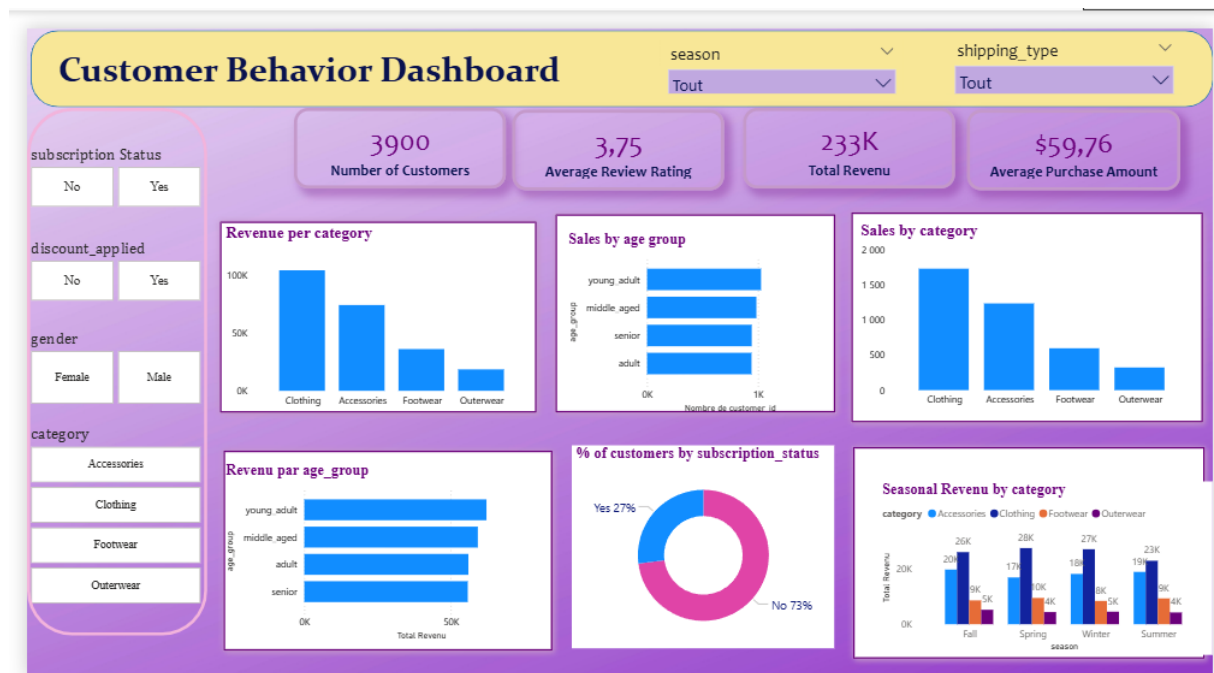 Customer Behavior Dashboard
season
Tout
shipping_type
Tout
subscription Status
No Yes
discount_applied
No Yes
gender
Female Male
category
Accessories
Clothing
Footwear
Outerwear
3900
Number of Customers
3,75
Average Review Rating
233K
Total Revenu
$59,76
Average Purchase Amount
Revenue per category
100K
50K
0K
Clothing Accessories Footwear Outerwear
Sales by age group
age_group
young_adult
middle_aged
senior
adult
0K 1K
Nombre de customer_id
Sales by category
2 000
1 500
1 000
500
0
Clothing Accessories Footwear Outerwear
Revenu par age_group
age_group
young_adult
middle_aged
adult
senior
0K 50K
Total Revenu
% of customers by subscription_status
Yes 27%
No 73%
Seasonal Revenu by category
category Accessories Clothing Footwear Outerwear
Total Revenu
20K
0K
20K 26K 9K 5K
17K 28K 10K 4K
18K 27K 8K 5K
19K 23K 9K 4K
Fall Spring Winter Summer
season